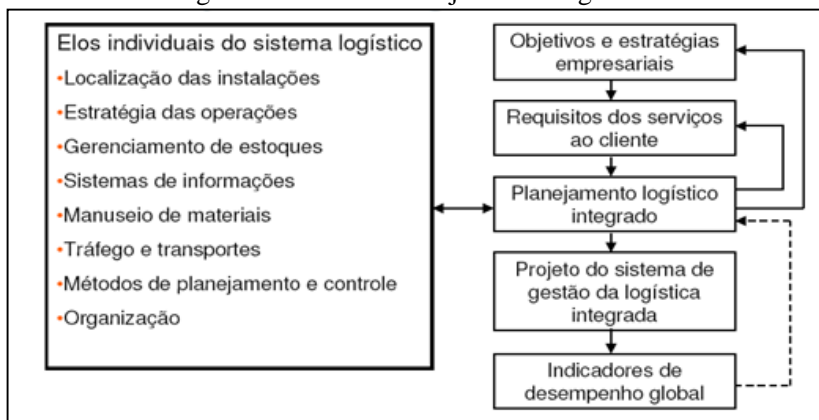 Elos individuais do sistema logístico
•Localização das instalações
•Estratégia das operações
•Gerenciamento de estoques
•Sistemas de informações
•Manuseio de materiais
•Tráfego e transportes
•Métodos de planejamento e controle
•Organização
Objetivos e estratégias
empresariais
Requisitos dos serviços
ao cliente
Planejamento logístico
integrado
Projeto do sistema de
gestão da logística
integrada
Indicadores de
desempenho global